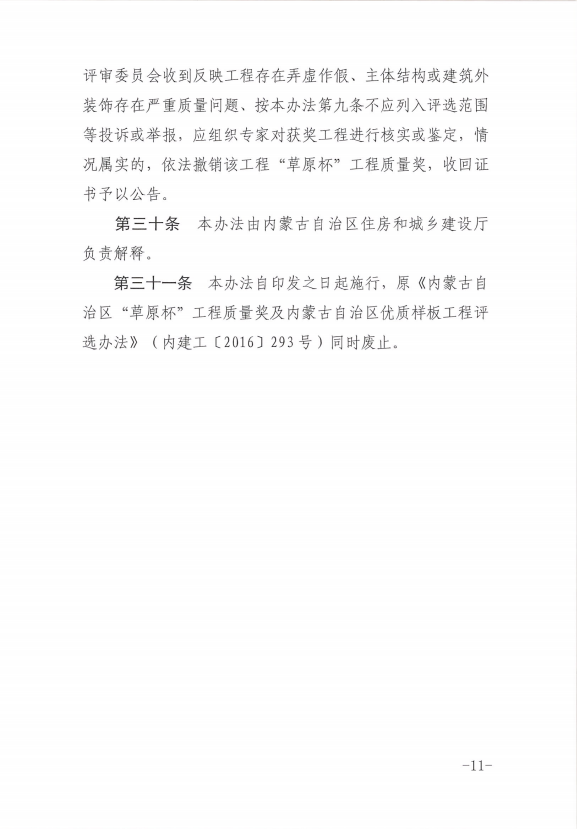 评审委员会收到反映工程存在弄虚作假、主体结构或建筑外
装饰存在严重质量问题、按本办法第九条不应列入评选范围
等投诉或举报，应组织专家对获奖工程进行核实或鉴定，情
况属实的，依法撤销该工程“草原杯”工程质量奖，收回证
书予以公告。
第三十条 本办法由内蒙古自治区住房和城乡建设厅
负责解释。
第三十一条 本办法自印发之日起施行，原《内蒙古自
治区“草原杯”工程质量奖及内蒙古自治区优质样板工程评
选办法》（内建工〔2016〕293号）同时废止。
-11-